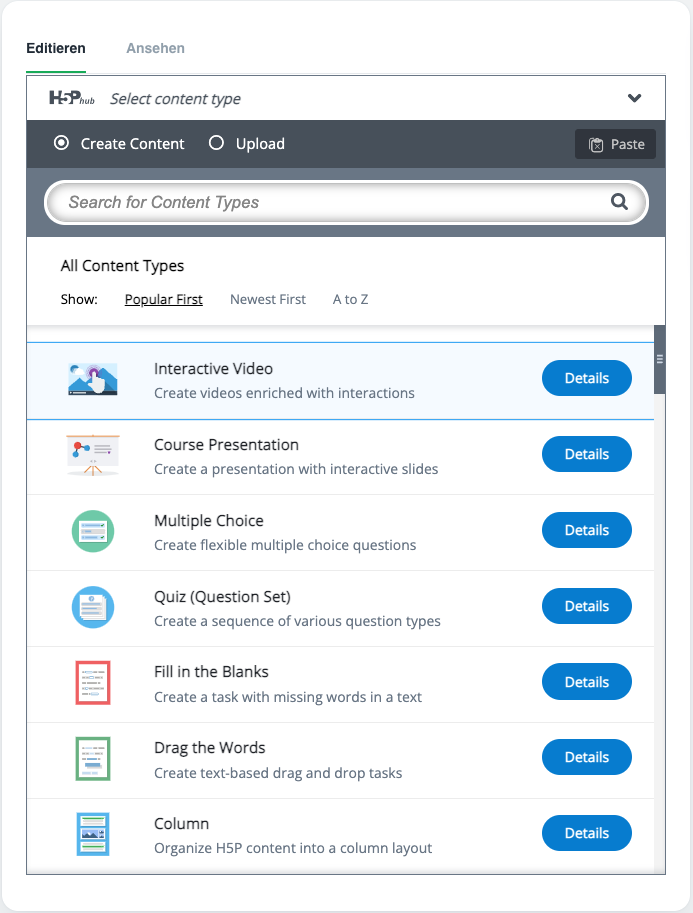 Editieren Ansehen
H5P hub Select content type
Create Content Upload Paste
Search for Content Types
All Content Types
Show: Popular First Newest First A to Z
Interactive Video
Create videos enriched with interactions
Details
Course Presentation
Create a presentation with interactive slides
Details
Multiple Choice
Create flexible multiple choice questions
Details
Quiz (Question Set)
Create a sequence of various question types
Details
Fill in the Blanks
Create a task with missing words in a text
Details
Drag the Words
Create text-based drag and drop tasks
Details
Column
Organize H5P content into a column layout
Details